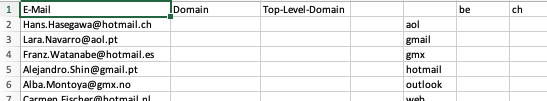 1 E-Mail Domain Top-Level-Domain be ch
2 Hans.Hasegawa@hotmail.ch aol
3 Lara.Navarro@aol.pt gmail
4 Franz.Watanabe@hotmail.es gmx
5 Alejandro.Shin@gmail.pt hotmail
6 Alba.Montoya@gmx.no outlook
7 Carmen.Fischer@hotmail.nl web